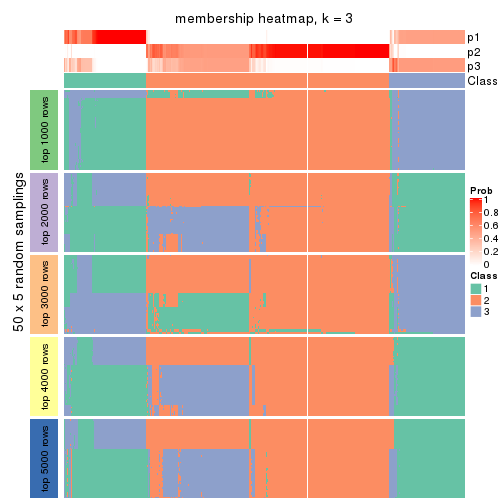 membership heatmap, k = 3
p1
p2
p3
Class
50 x 5 random samplings
top 1000 rows
top 2000 rows
top 3000 rows
top 4000 rows
top 5000 rows
Prob
1
0.8
0.6
0.4
0.2
0
Class
1
2
3